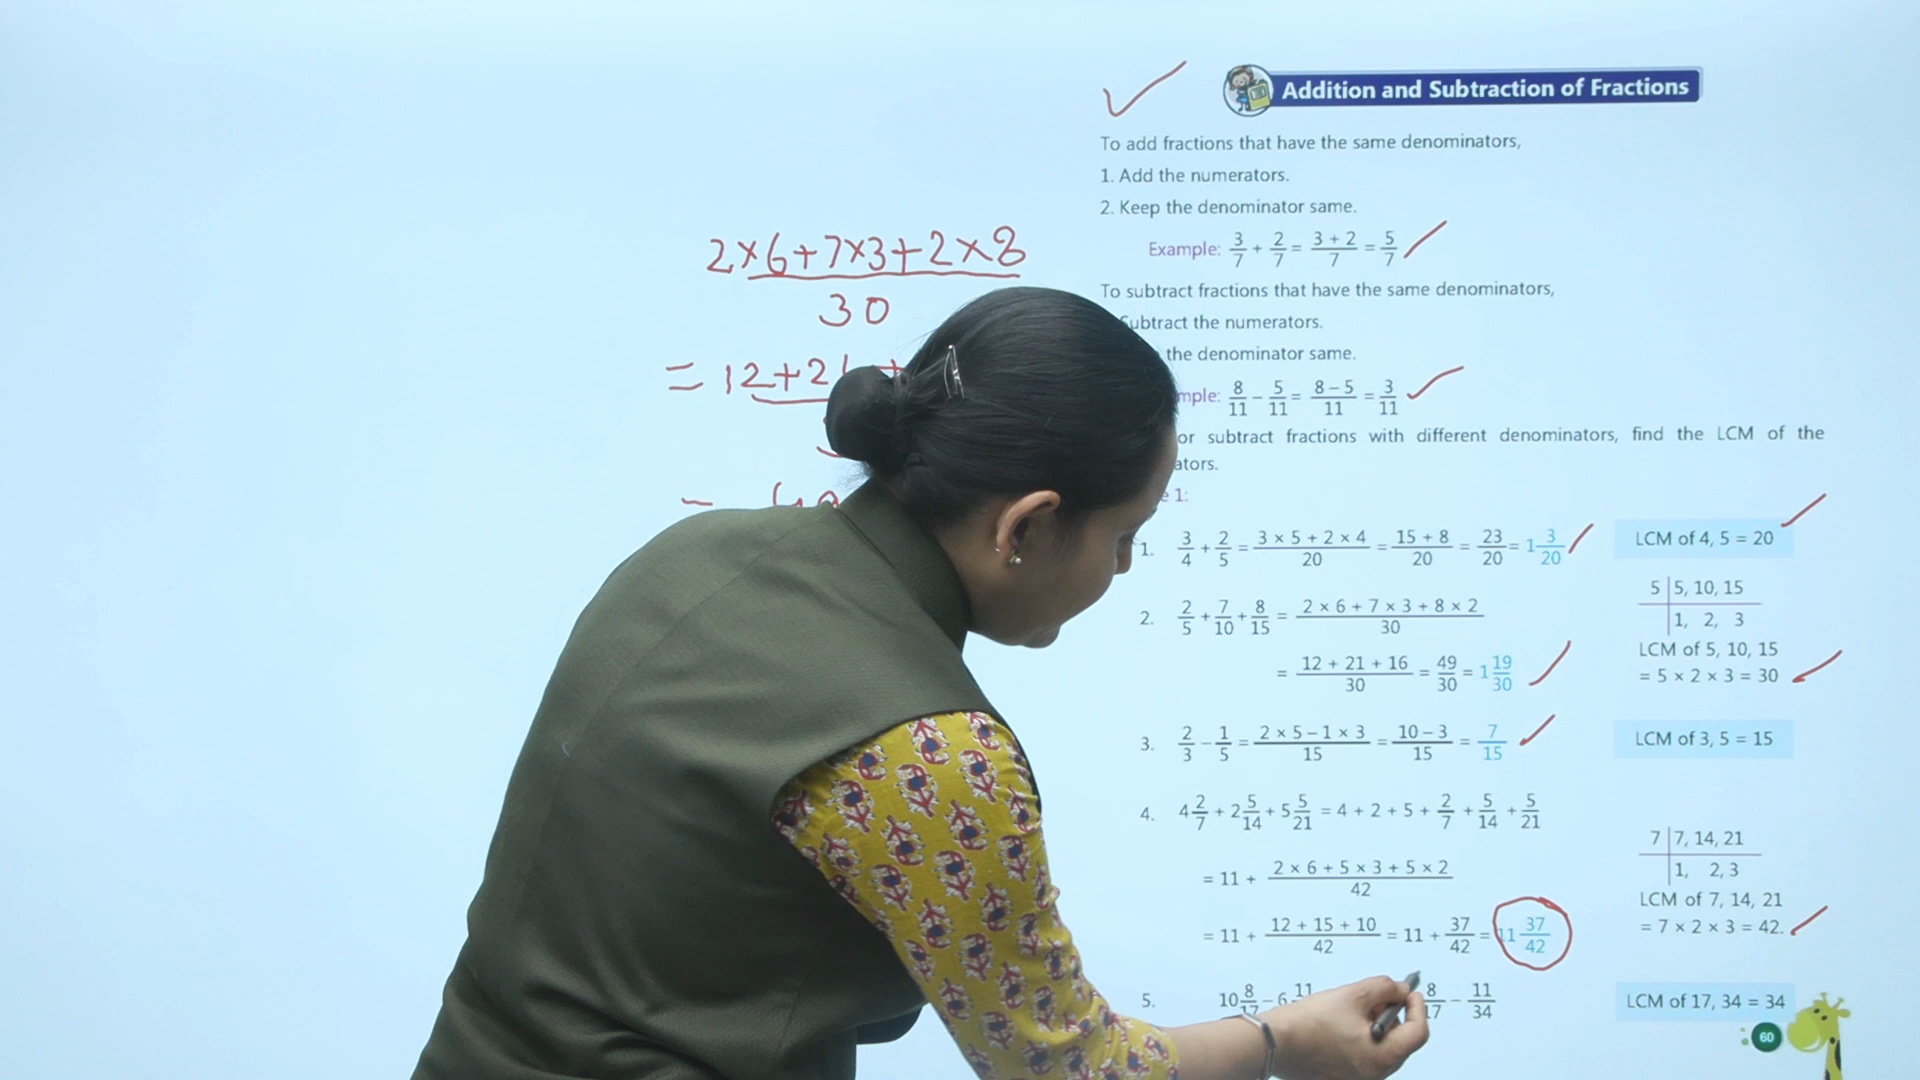 2×6+7×3+2×8
30
= 12+2
Addition and Subtraction of Fractions
To add fractions that have the same denominators,
1. Add the numerators.
2. Keep the denominator same.
Example: 3/7 + 2/7 = (3 + 2)/7 = 5/7
To subtract fractions that have the same denominators,
Subtract the numerators.
the denominator same.
8/11 – 5/11 = (8 – 5)/11 = 3/11
or subtract fractions with different denominators, find the LCM of the
1:
1. 3/4 + 2/5 = (3 × 5 + 2 × 4)/20 = (15 + 8)/20 = 23/20 = 1 3/20
LCM of 4, 5 = 20
2. 2/5 + 7/10 + 8/15 = (2 × 6 + 7 × 3 + 8 × 2)/30
= (12 + 21 + 16)/30 = 49/30 = 1 19/30
5 | 5, 10, 15
1, 2, 3
LCM of 5, 10, 15
= 5 × 2 × 3 = 30
3. 2/3 – 1/5 = (2 × 5 – 1 × 3)/15 = (10 – 3)/15 = 7/15
LCM of 3, 5 = 15
4. 4 2/7 + 2 5/14 + 5 5/21 = 4 + 2 + 5 + 2/7 + 5/14 + 5/21
= 11 + (2 × 6 + 5 × 3 + 5 × 2)/42
= 11 + (12 + 15 + 10)/42 = 11 + 37/42 = 11 37/42
7 | 7, 14, 21
1, 2, 3
LCM of 7, 14, 21
= 7 × 2 × 3 = 42.
5. 10 8/17 – 6 11 8/17 – 11/34
LCM of 17, 34 = 34
60